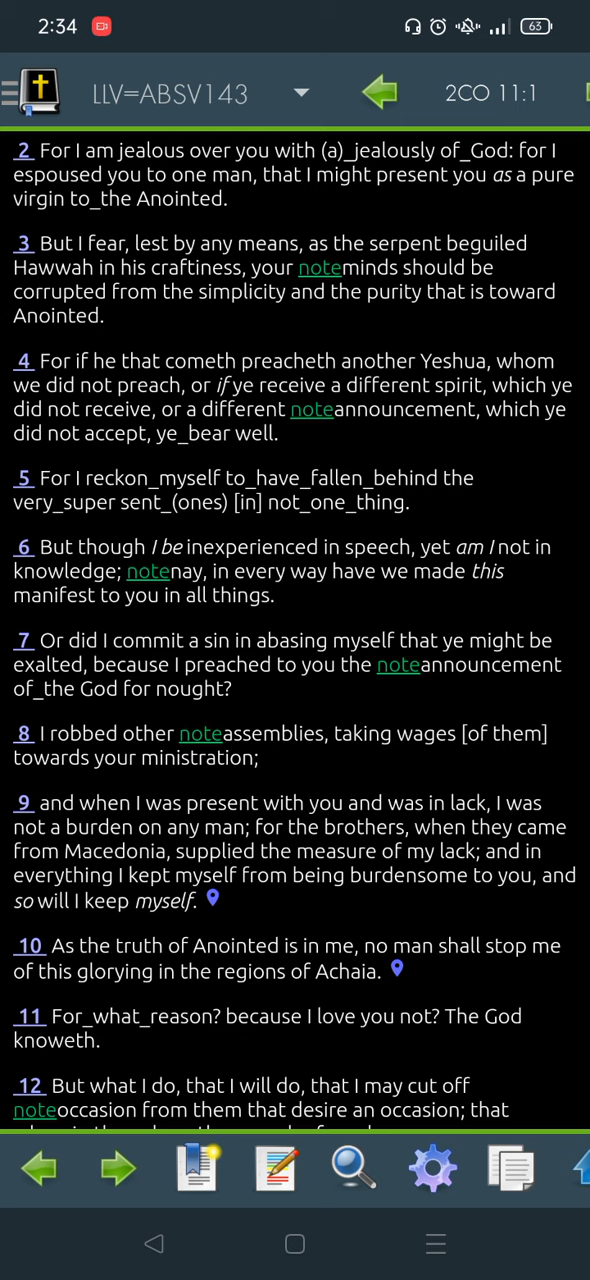 2:34
63
LLV=ABSV143
2CO 11:1
2 For I am jealous over you with (a)_jealously of_God: for I
espoused you to one man, that I might present you as a pure
virgin to_the Anointed.
3 But I fear, lest by any means, as the serpent beguiled
Hawwah in his craftiness, your noteminds should be
corrupted from the simplicity and the purity that is toward
Anointed.
4 For if he that cometh preacheth another Yeshua, whom
we did not preach, or if ye receive a different spirit, which ye
did not receive, or a different noteannouncement, which ye
did not accept, ye_bear well.
5 For I reckon_myself to_have_fallen_behind the
very_super sent_(ones) [in] not_one_thing.
6 But though I be inexperienced in speech, yet am I not in
knowledge; notenay, in every way have we made this
manifest to you in all things.
7 Or did I commit a sin in abasing myself that ye might be
exalted, because I preached to you the noteannouncement
of_the God for nought?
8 I robbed other noteassemblies, taking wages [of them]
towards your ministration;
9 and when I was present with you and was in lack, I was
not a burden on any man; for the brothers, when they came
from Macedonia, supplied the measure of my lack; and in
everything I kept myself from being burdensome to you, and
so will I keep myself.
10 As the truth of Anointed is in me, no man shall stop me
of this glorying in the regions of Achaia.
11 For_what_reason? because I love you not? The God
knoweth.
12 But what I do, that I will do, that I may cut off
noteoccasion from them that desire an occasion; that